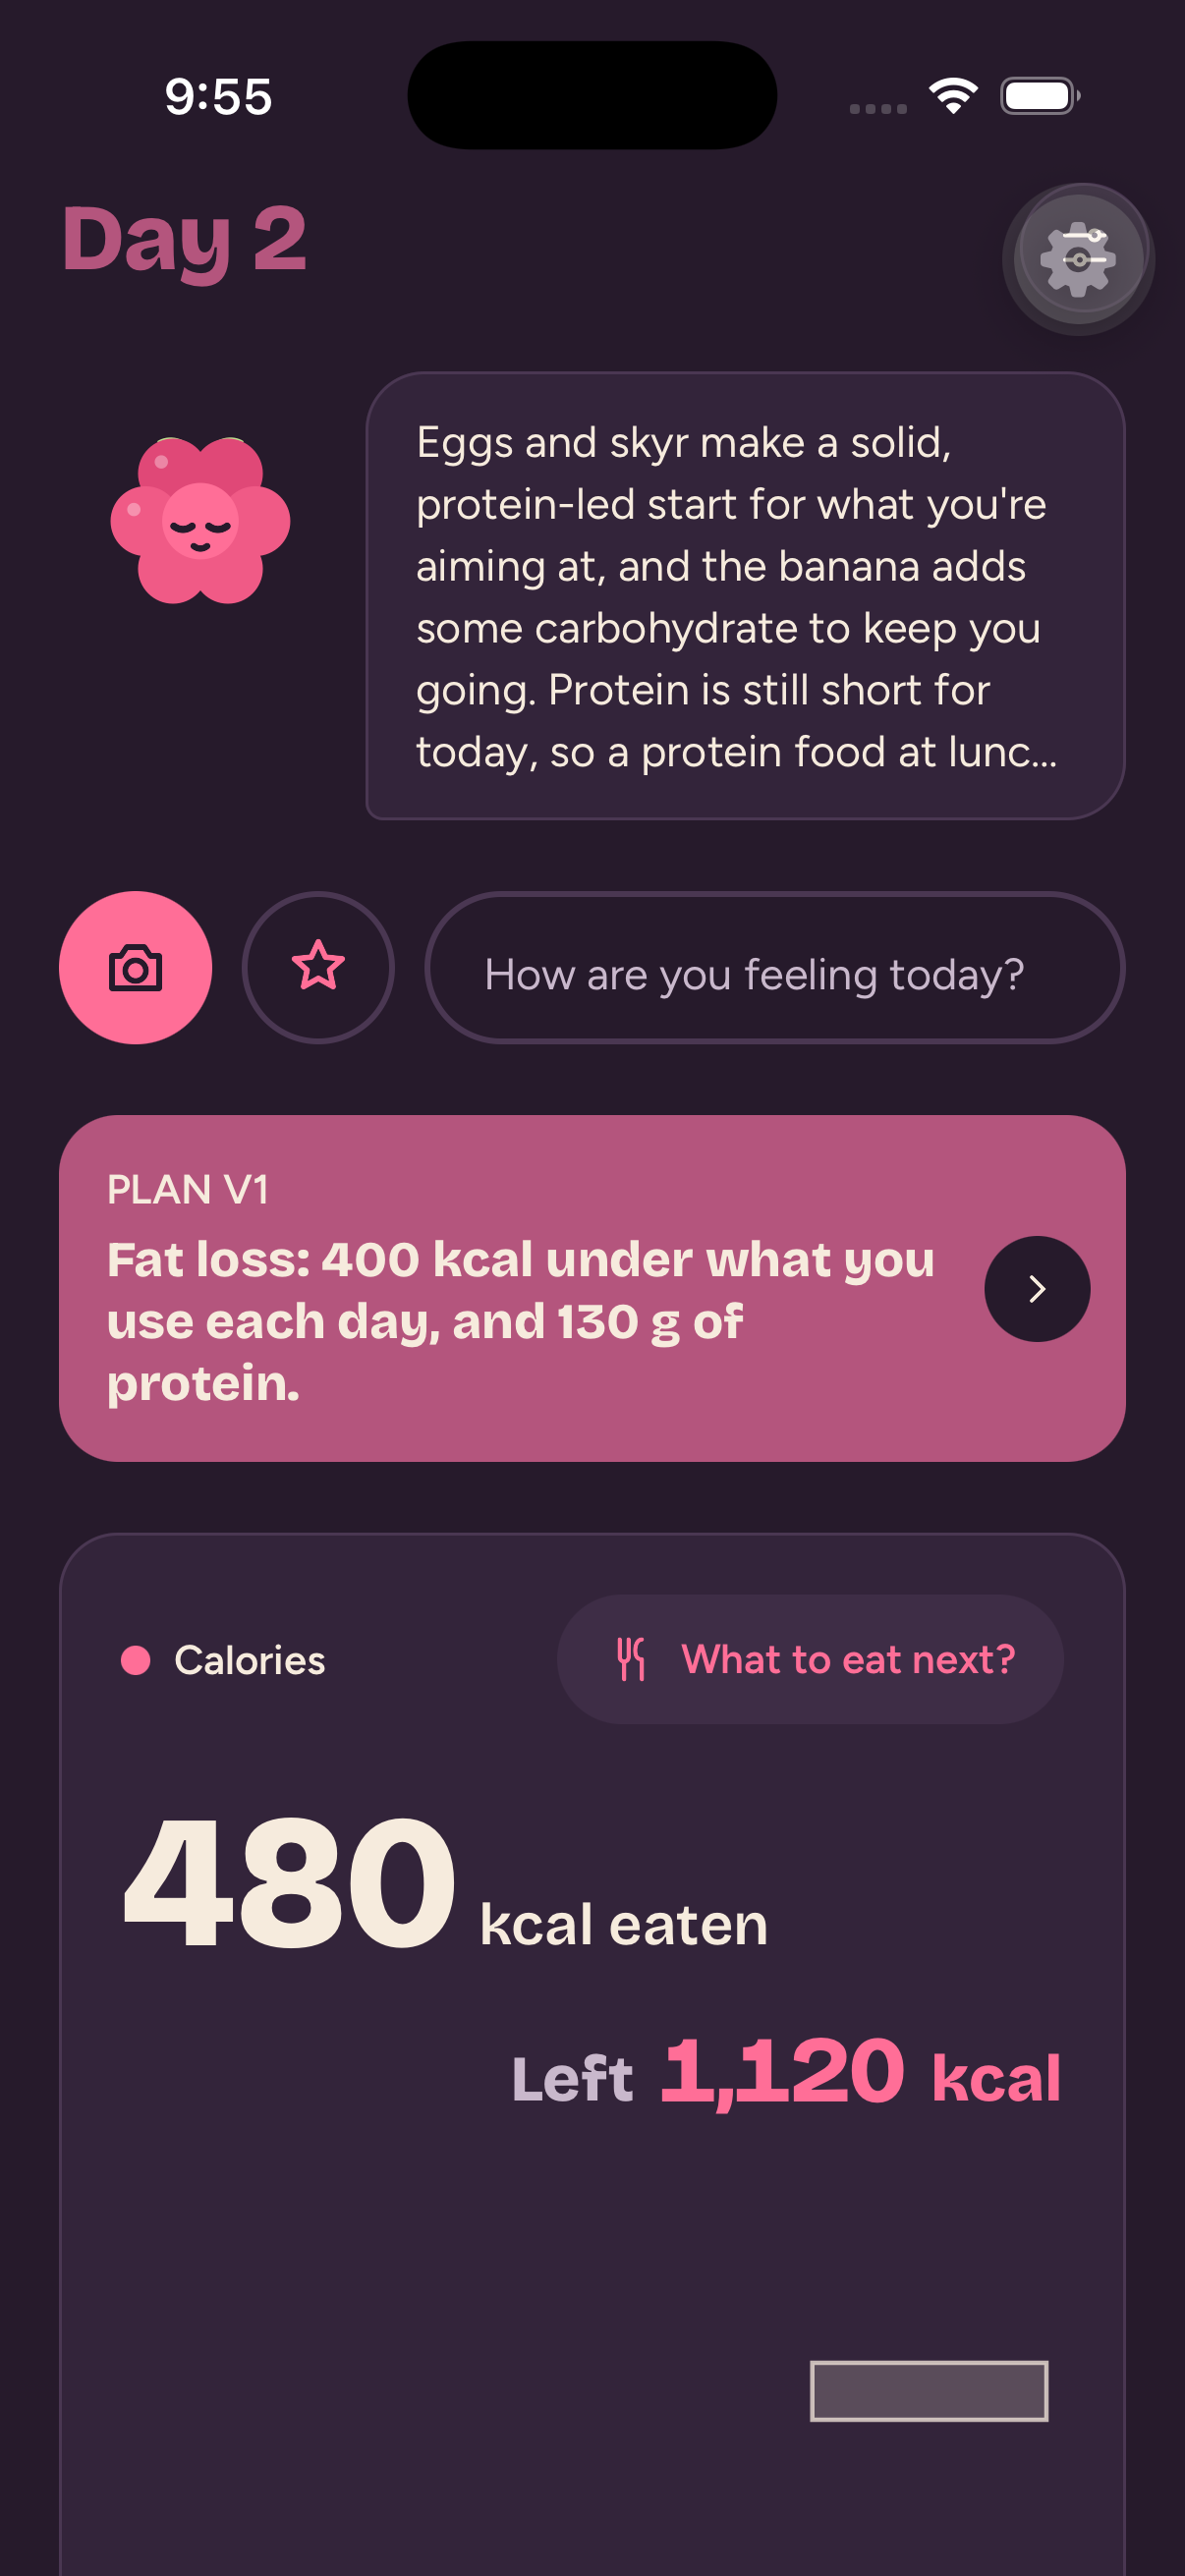 9:55
Day 2
Eggs and skyr make a solid,
protein-led start for what you're
aiming at, and the banana adds
some carbohydrate to keep you
going. Protein is still short for
today, so a protein food at lunc...
How are you feeling today?
PLAN V1
Fat loss: 400 kcal under what you
use each day, and 130 g of
protein.
Calories
What to eat next?
480 kcal eaten
Left 1,120 kcal